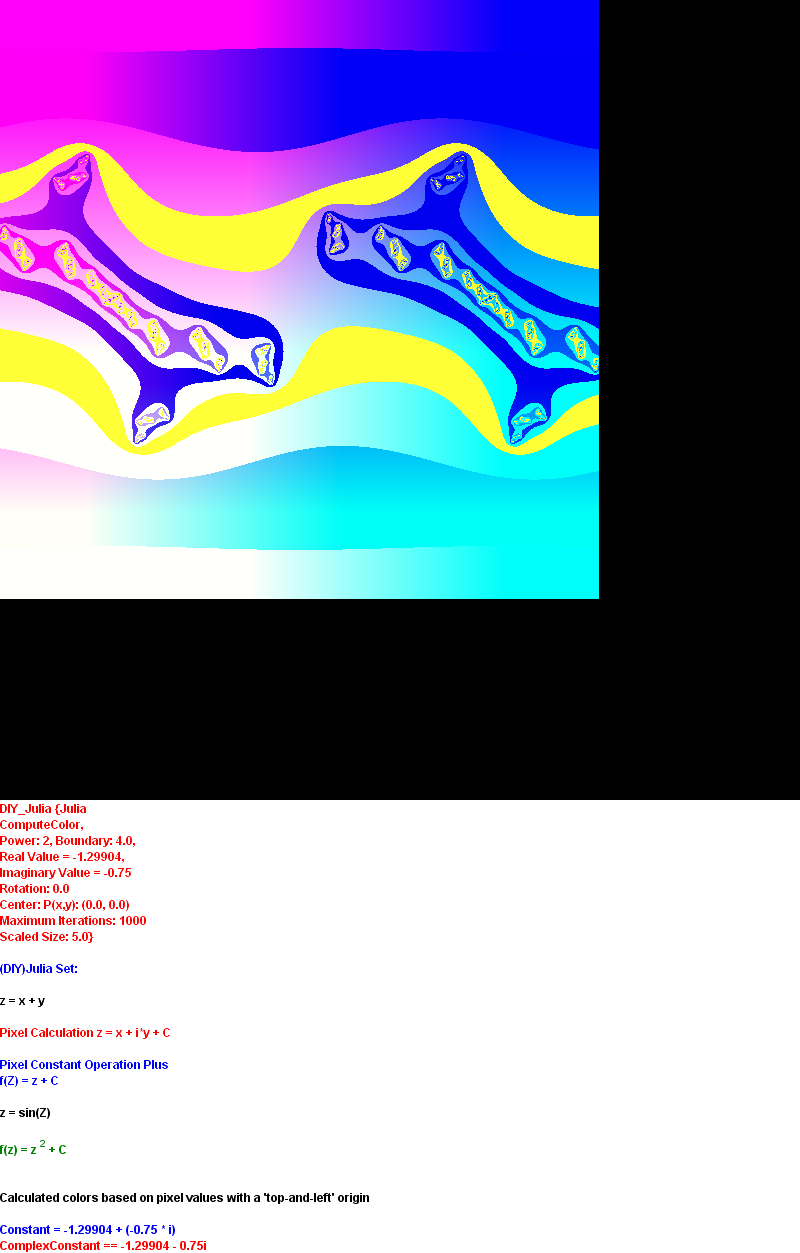 DIY_Julia {Julia
ComputeColor,
Power: 2, Boundary: 4.0,
Real Value = -1.29904,
Imaginary Value = -0.75
Rotation: 0.0
Center: P(x,y): (0.0, 0.0)
Maximum Iterations: 1000
Scaled Size: 5.0}
(DIY)Julia Set:
z = x + y
Pixel Calculation z = x + i*y + C
Pixel Constant Operation Plus
f(Z) = z + C
z = sin(Z)
f(z) = z 2 + C
Calculated colors based on pixel values with a 'top-and-left' origin
Constant = -1.29904 + (-0.75 * i)
ComplexConstant == -1.29904 - 0.75i